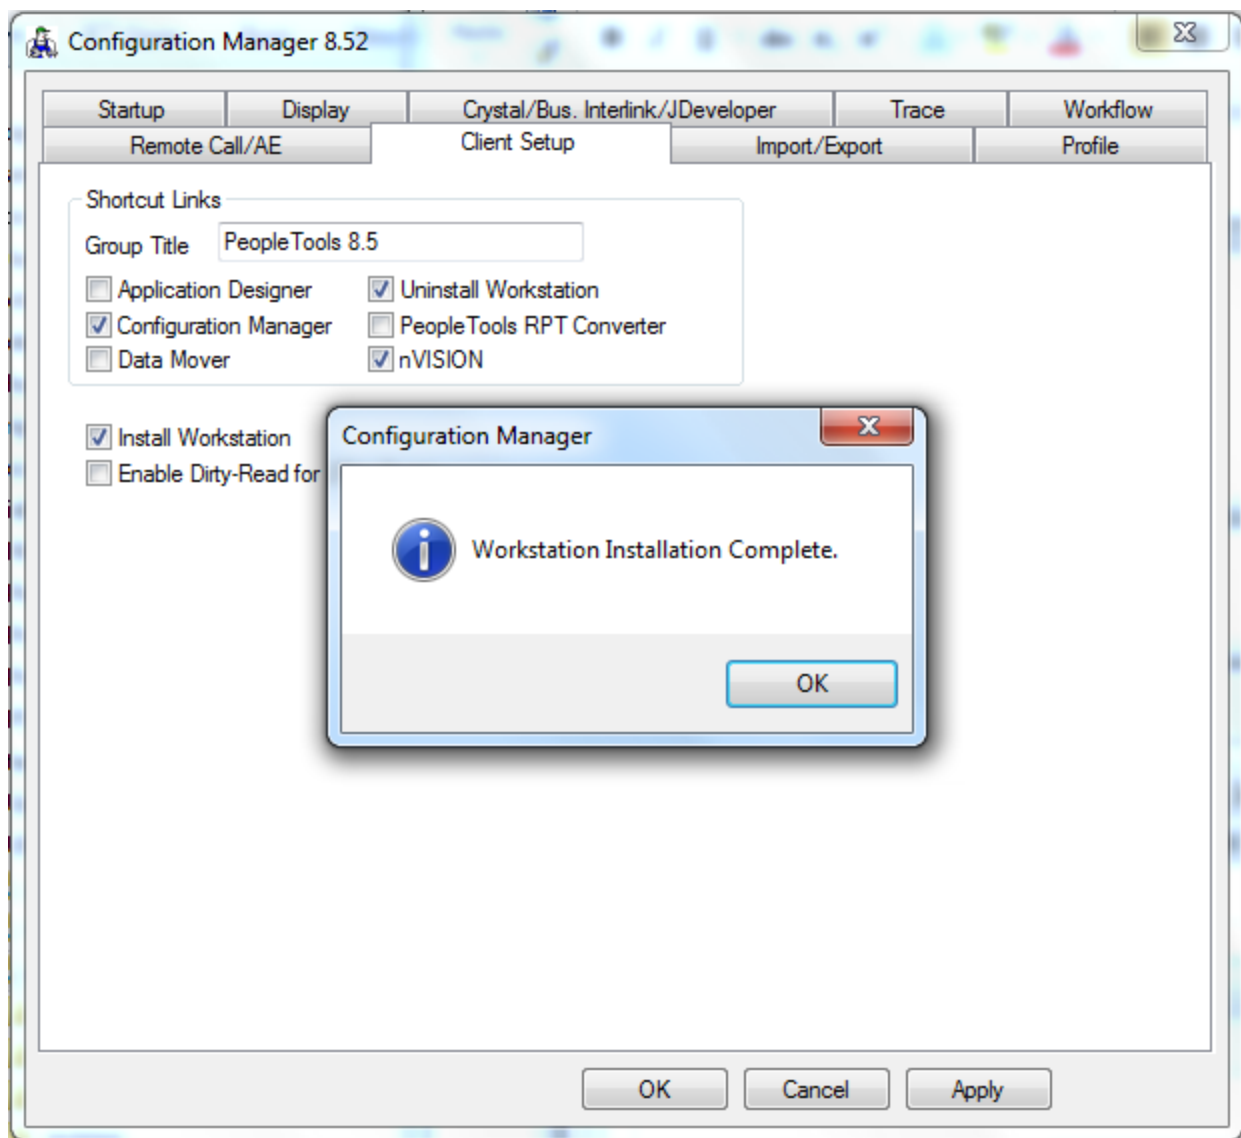 Configuration Manager 8.52
Startup Display Crystal/Bus. Interlink/JDeveloper Trace Workflow
Remote Call/AE Client Setup Import/Export Profile
Shortcut Links
Group Title PeopleTools 8.5
Application Designer Uninstall Workstation
Configuration Manager PeopleTools RPT Converter
Data Mover nVISION
Install Workstation
Enable Dirty-Read for
Configuration Manager
Workstation Installation Complete.
OK
OK Cancel Apply